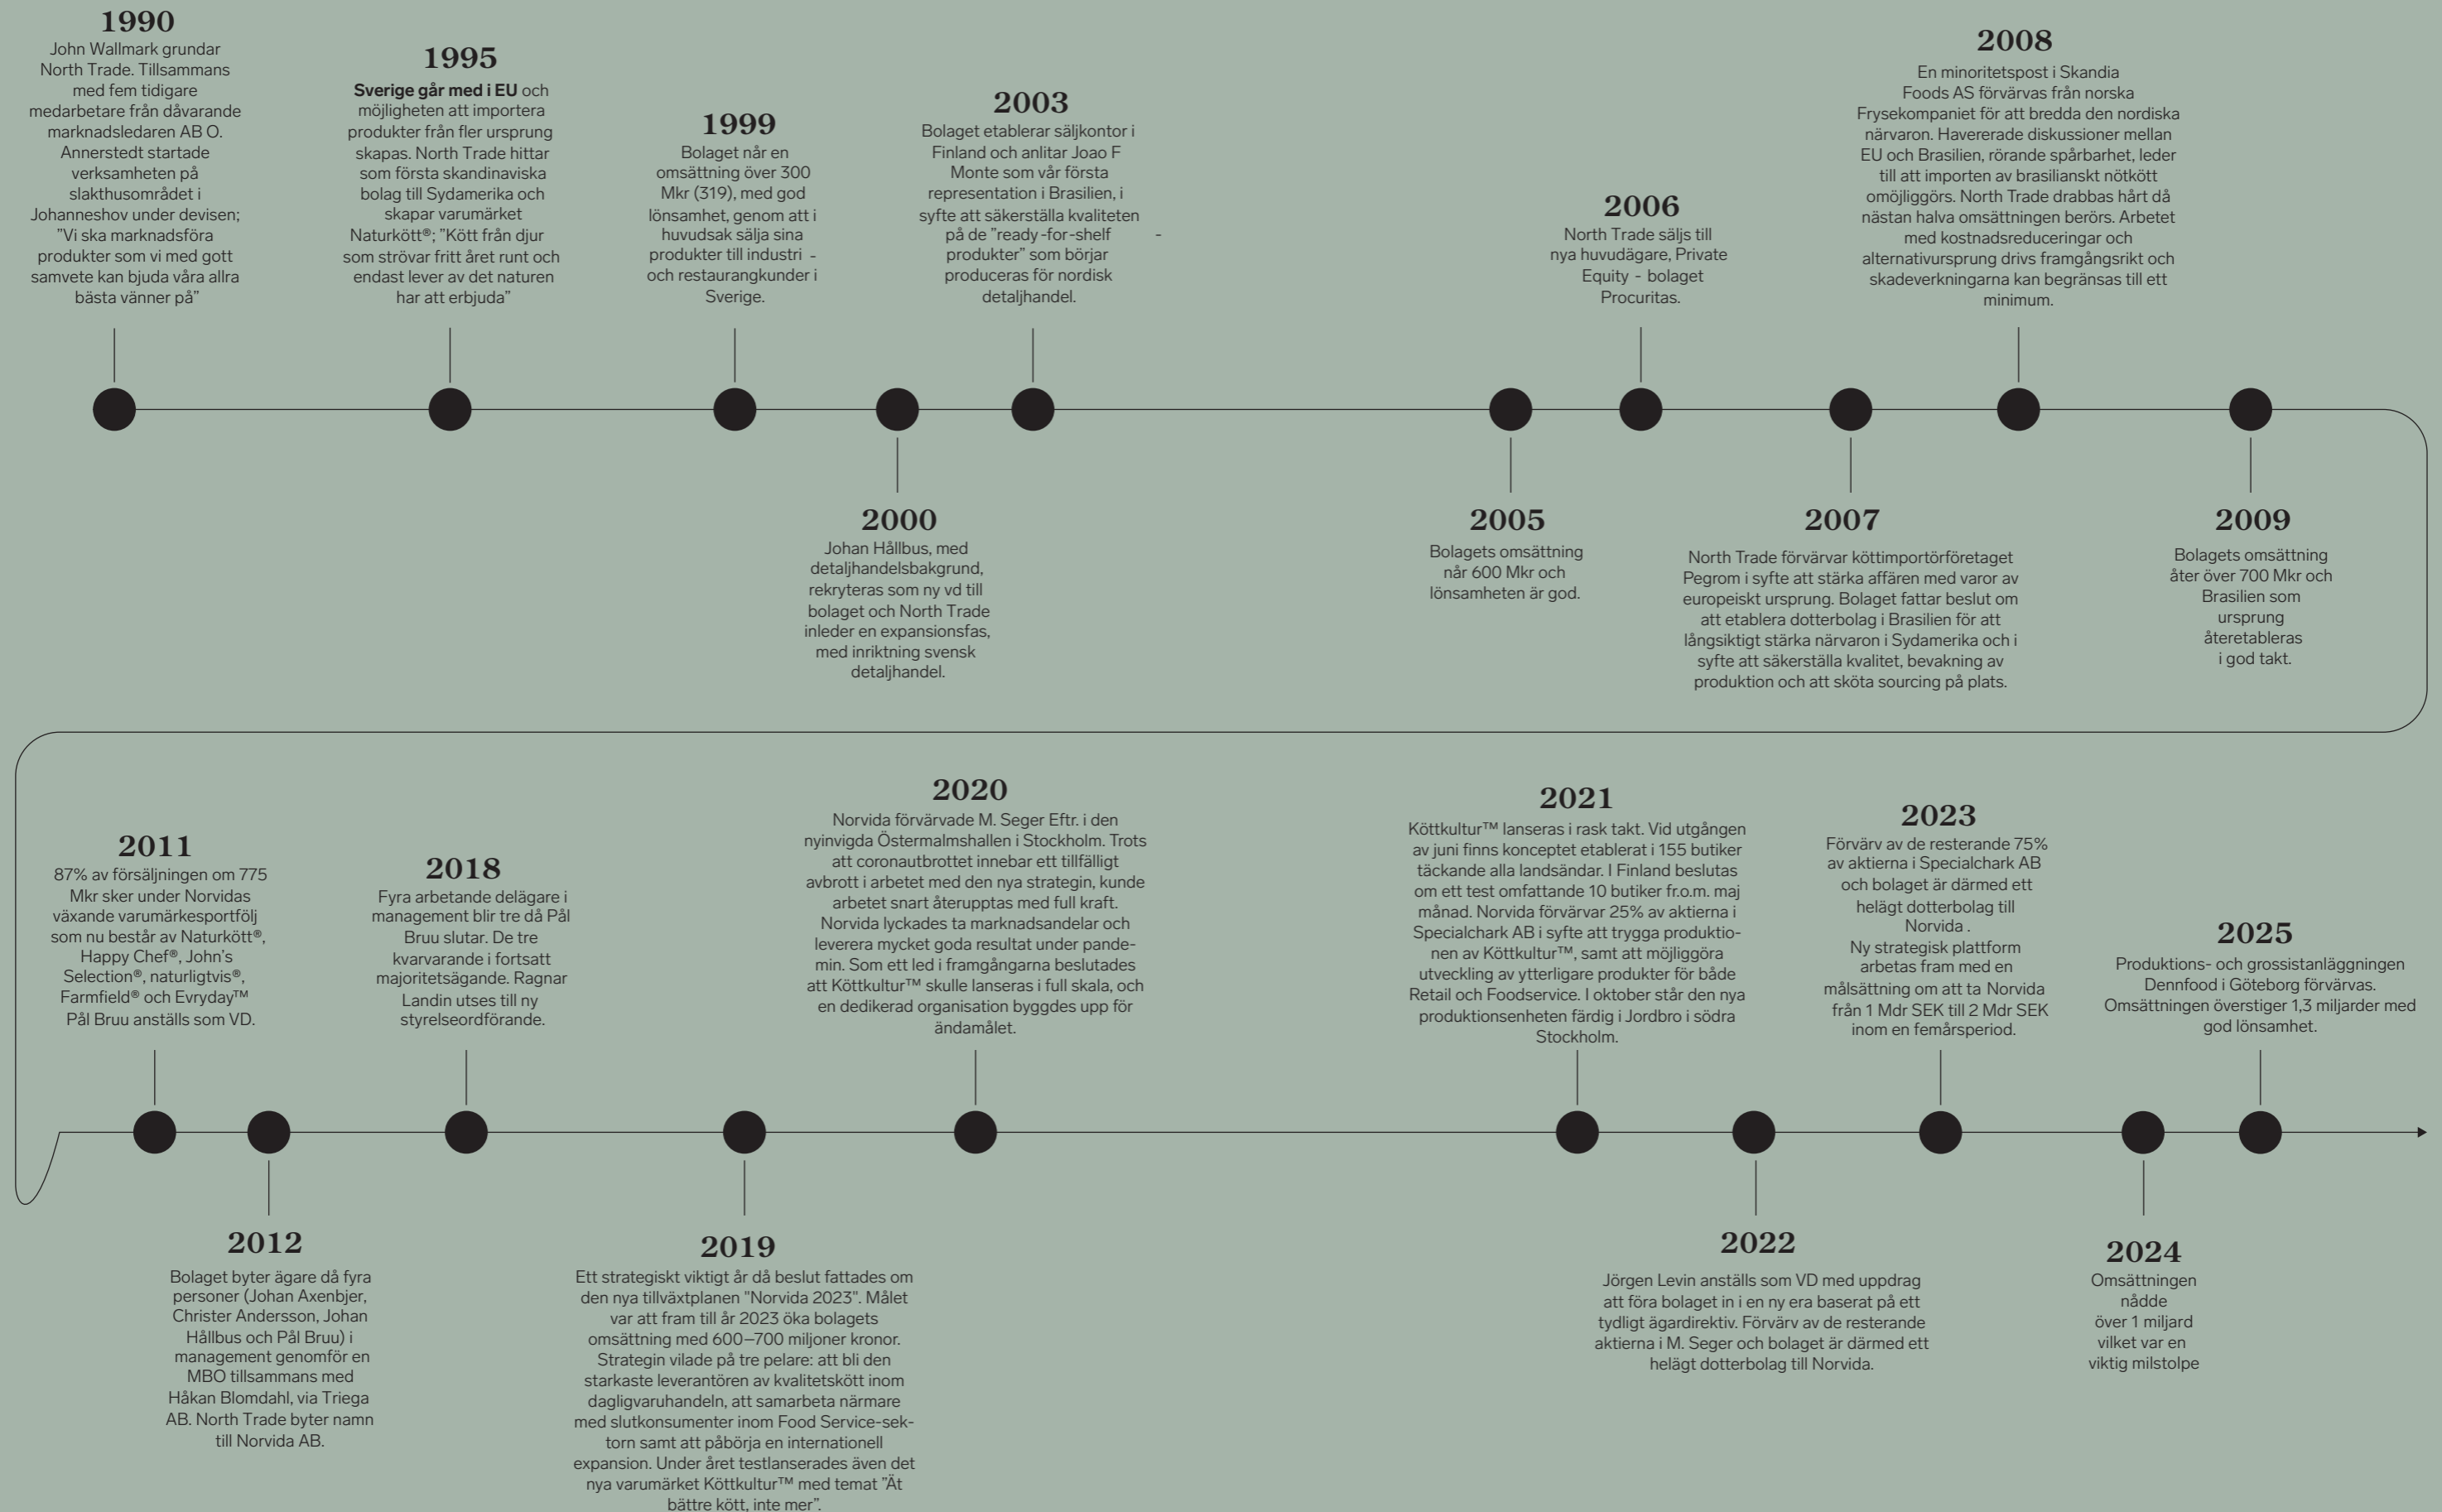 1990
John Wallmark grundar
North Trade. Tillsammans
med fem tidigare
medarbetare från dåvarande
marknadsledaren AB O.
Annerstedt startade
verksamheten på
slakthusområdet i
Johanneshov under devisen;
"Vi ska marknadsföra
produkter som vi med gott
samvete kan bjuda våra allra
bästa vänner på"
1995
Sverige går med i EU och
möjligheten att importera
produkter från fler ursprung
skapas. North Trade hittar
som första skandinaviska
bolag till Sydamerika och
skapar varumärket
Naturkött®; "Kött från djur
som strövar fritt året runt och
endast lever av det naturen
har att erbjuda"
1999
Bolaget når en
omsättning över 300
Mkr (319), med god
lönsamhet, genom att i
huvudsak sälja sina
produkter till industri -
och restaurangkunder i
Sverige.
2000
Johan Hållbus, med
detaljhandelsbakgrund,
rekryteras som ny vd till
bolaget och North Trade
inleder en expansionsfas,
med inriktning svensk
detaljhandel.
2003
Bolaget etablerar säljkontor i
Finland och anlitar Joao F
Monte som vår första
representation i Brasilien, i
syfte att säkerställa kvaliteten
på de "ready -for-shelf -
produkter" som börjar
produceras för nordisk
detaljhandel.
2005
Bolagets omsättning
når 600 Mkr och
lönsamheten är god.
2006
North Trade säljs till
nya huvudägare, Private
Equity - bolaget
Procuritas.
2007
North Trade förvärvar köttimportörföretaget
Pegrom i syfte att stärka affären med varor av
europeiskt ursprung. Bolaget fattar beslut om
att etablera dotterbolag i Brasilien för att
långsiktigt stärka närvaron i Sydamerika och i
syfte att säkerställa kvalitet, bevakning av
produktion och att sköta sourcing på plats.
2008
En minoritetspost i Skandia
Foods AS förvärvas från norska
Frysekompaniet för att bredda den nordiska
närvaron. Havererade diskussioner mellan
EU och Brasilien, rörande spårbarhet, leder
till att importen av brasilianskt nötkött
omöjliggörs. North Trade drabbas hårt då
nästan halva omsättningen berörs. Arbetet
med kostnadsreduceringar och
alternativursprung drivs framgångsrikt och
skadeverkningarna kan begränsas till ett
minimum.
2009
Bolagets omsättning
åter över 700 Mkr och
Brasilien som
ursprung
återetableras
i god takt.
2011
87% av försäljningen om 775
Mkr sker under Norvidas
växande varumärkesportfölj
som nu består av Naturkött®,
Happy Chef®, John's
Selection®, naturligtvis®,
Farmfield® och Evryday™
Pål Bruu anställs som VD.
2012
Bolaget byter ägare då fyra
personer (Johan Axenbjer,
Christer Andersson, Johan
Hållbus och Pål Bruu) i
management genomför en
MBO tillsammans med
Håkan Blomdahl, via Triega
AB. North Trade byter namn
till Norvida AB.
2018
Fyra arbetande delägare i
management blir tre då Pål
Bruu slutar. De tre
kvarvarande i fortsatt
majoritetsägande. Ragnar
Landin utses till ny
styrelseordförande.
2019
Ett strategiskt viktigt år då beslut fattades om
den nya tillväxtplanen "Norvida 2023". Målet
var att fram till år 2023 öka bolagets
omsättning med 600–700 miljoner kronor.
Strategin vilade på tre pelare: att bli den
starkaste leverantören av kvalitetskött inom
dagligvaruhandeln, att samarbeta närmare
med slutkonsumenter inom Food Service-sek-
torn samt att påbörja en internationell
expansion. Under året testlanserades även det
nya varumärket Köttkultur™ med temat "Ät
bättre kött, inte mer".
2020
Norvida förvärvade M. Seger Eftr. i den
nyinvigda Östermalmshallen i Stockholm. Trots
att coronautbrottet innebar ett tillfälligt
avbrott i arbetet med den nya strategin, kunde
arbetet snart återupptas med full kraft.
Norvida lyckades ta marknadsandelar och
leverera mycket goda resultat under pande-
min. Som ett led i framgångarna beslutades
att Köttkultur™ skulle lanseras i full skala, och
en dedikerad organisation byggdes upp för
ändamålet.
2021
Köttkultur™ lanseras i rask takt. Vid utgången
av juni finns konceptet etablerat i 155 butiker
täckande alla landsändar. I Finland beslutas
om ett test omfattande 10 butiker fr.o.m. maj
månad. Norvida förvärvar 25% av aktierna i
Specialchark AB i syfte att trygga produktio-
nen av Köttkultur™, samt att möjliggöra
utveckling av ytterligare produkter för både
Retail och Foodservice. I oktober står den nya
produktionsenheten färdig i Jordbro i södra
Stockholm.
2022
Jörgen Levin anställs som VD med uppdrag
att föra bolaget in i en ny era baserat på ett
tydligt ägardirektiv. Förvärv av de resterande
aktierna i M. Seger och bolaget är därmed ett
helägt dotterbolag till Norvida.
2023
Förvärv av de resterande 75%
av aktierna i Specialchark AB
och bolaget är därmed ett
helägt dotterbolag till
Norvida .
Ny strategisk plattform
arbetas fram med en
målsättning om att ta Norvida
från 1 Mdr SEK till 2 Mdr SEK
inom en femårsperiod.
2024
Omsättningen
nådde
över 1 miljard
vilket var en
viktig milstolpe
2025
Produktions- och grossistanläggningen
Dennfood i Göteborg förvärvas.
Omsättningen överstiger 1,3 miljarder med
god lönsamhet.